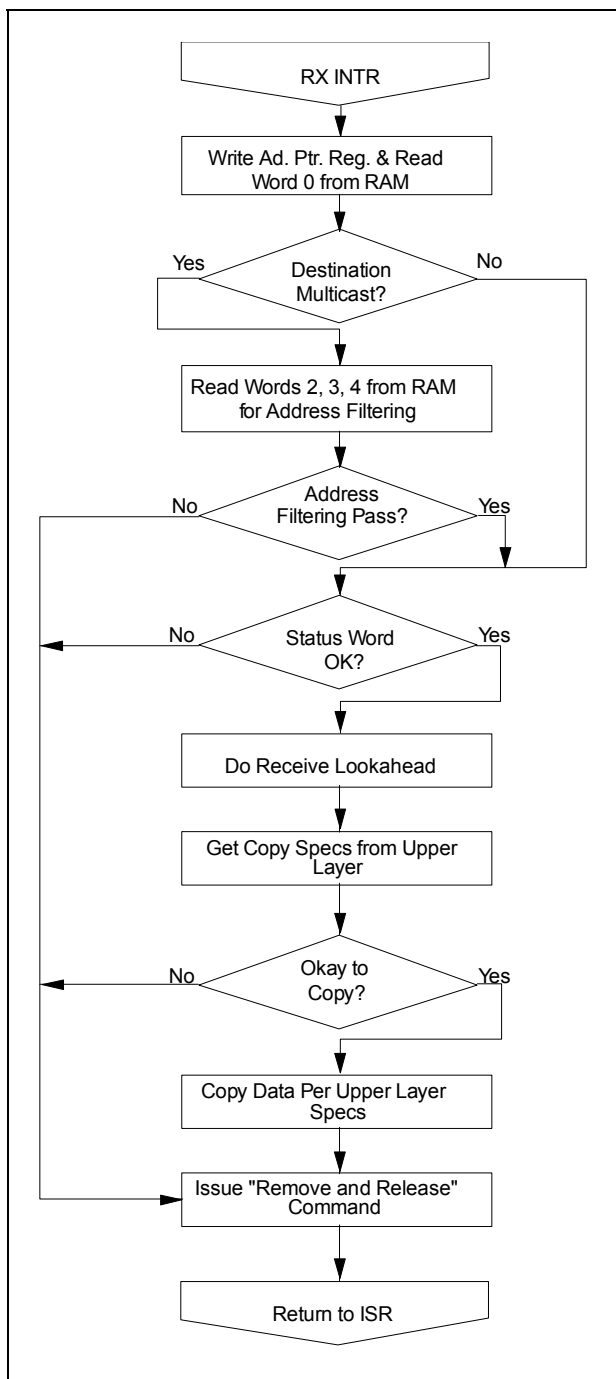 RX INTR
Write Ad. Ptr. Reg. & Read
Word 0 from RAM
Yes
No
Destination
Multicast?
Read Words 2, 3, 4 from RAM
for Address Filtering
No
Address
Filtering Pass?
Yes
No
Status Word
OK?
Yes
Do Receive Lookahead
Get Copy Specs from Upper
Layer
No
Okay to
Copy?
Yes
Copy Data Per Upper Layer
Specs
Issue "Remove and Release"
Command
Return to ISR